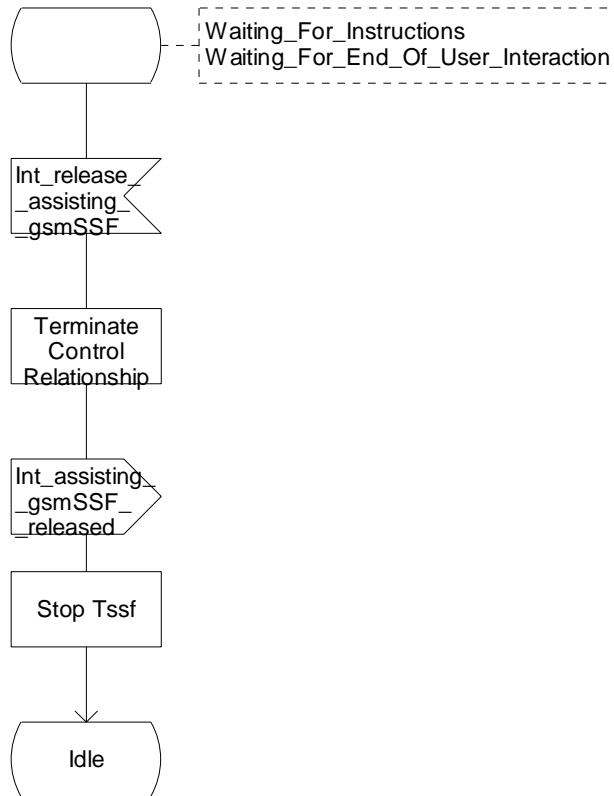 Waiting_For_Instructions
Waiting_For_End_Of_User_Interaction
Int_release_
_assisting_
_gsmSSF
Terminate
Control
Relationship
Int_assisting_
_gsmSSF_
_released
Stop Tssf
Idle